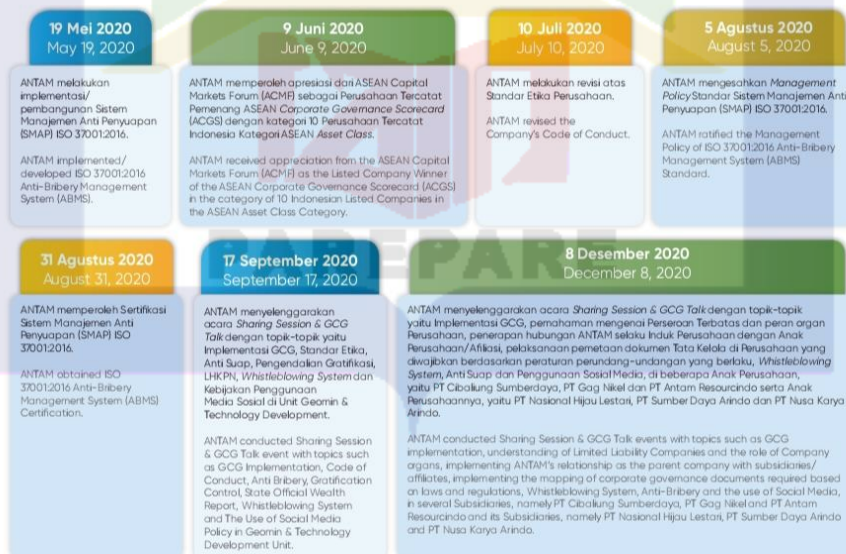 19 Mei 2020
May 19, 2020
ANTAM melakukan
implementasi/
pembangunan Sistem
Manajemen Anti Penyuapan
(SMAP) ISO 37001:2016.
ANTAM implemented/
developed ISO 37001:2016
Anti-Bribery Management
System (ABMS).
9 Juni 2020
June 9, 2020
ANTAM memperoleh apresiasi dari ASEAN Capital
Markets Forum (ACMF) sebagai Perusahaan Tercatat
Pemenang ASEAN Corporate Governance Scorecard
(ACGS) dengan kategori 10 Perusahaan Tercatat
Indonesia Kategori ASEAN Asset Class.
ANTAM received appreciation from the ASEAN Capital
Markets Forum (ACMF) as the Listed Company Winner
of the ASEAN Corporate Governance Scorecard (ACGS)
in the category of 10 Indonesian Listed Companies in
the ASEAN Asset Class Category.
10 Juli 2020
July 10, 2020
ANTAM melakukan revisi atas
Standar Etika Perusahaan.
ANTAM revised the
Company's Code of Conduct.
5 Agustus 2020
August 5, 2020
ANTAM mengesahkan Management
Policy Standar Sistem Manajemen Anti
Penyuapan (SMAP) ISO 37001:2016.
ANTAM ratified the Management
Policy of ISO 37001:2016 Anti-Bribery
Management System (ABMS)
Standard.
PAREPARE
31 Agustus 2020
August 31, 2020
ANTAM memperoleh Sertifikasi
Sistem Manajemen Anti
Penyuapan (SMAP) ISO
37001:2016.
ANTAM obtained ISO
37001:2016 Anti-Bribery
Management System (ABMS)
Certification.
17 September 2020
September 17, 2020
ANTAM menyelenggarakan
acara Sharing Session & GCG
Talk dengan topik-topik yaitu
Implementasi GCG, Standar Etika,
Anti Suap, Pengendalian Gratifikasi,
LHKPN, Whistleblowing System dan
Kebijakan Penggunaan
Media Sosial di Unit Geomin &
Technology Development.
ANTAM conducted Sharing Session
& GCG Talk event with topics such
as GCG Implementation, Code of
Conduct, Anti Bribery, Gratification
Control, State Official Wealth
Report, Whistleblowing System
and The Use of Social Media
Policy in Geomin & Technology
Development Unit.
8 Desember 2020
December 8, 2020
ANTAM menyelenggarakan acara Sharing Session & GCG Talk dengan topik-topik
yaitu Implementasi GCG, pemahaman mengenai Perseroan Terbatas dan peran organ
Perusahaan, penerapan hubungan ANTAM selaku Induk Perusahaan dengan Anak
Perusahaan/Afiliasi, pelaksanaan pemetaan dokumen Tata Kelola di Perusahaan yang
diwajibkan berdasarkan peraturan perundang-undangan yang berlaku, Whistleblowing
System, Anti Suap dan Penggunaan Sosial Media, di beberapa Anak Perusahaan,
yaitu PT Cibaliung Sumberdaya, PT Gag Nikel dan PT Antam Resourcindo serta Anak
Perusahaannya, yaitu PT Nasional Hijau Lestari, PT Sumber Daya Arindo dan PT Nusa Karya
Arindo.
ANTAM conducted Sharing Session & GCG Talk events with topics such as GCG
implementation, understanding of Limited Liability Companies and the role of Company
organs, implementing ANTAM's relationship as the parent company with subsidiaries/
affiliates, implementing the mapping of corporate governance documents required based
on laws and regulations, Whistleblowing System, Anti-Bribery and the use of Social Media,
in several Subsidiaries, namely PT Cibaliung Sumberdaya, PT Gag Nikel and PT Antam
Resourcindo and its Subsidiaries, namely PT Nasional Hijau Lestari, PT Sumber Daya Arindo
and PT Nusa Karya Arindo.